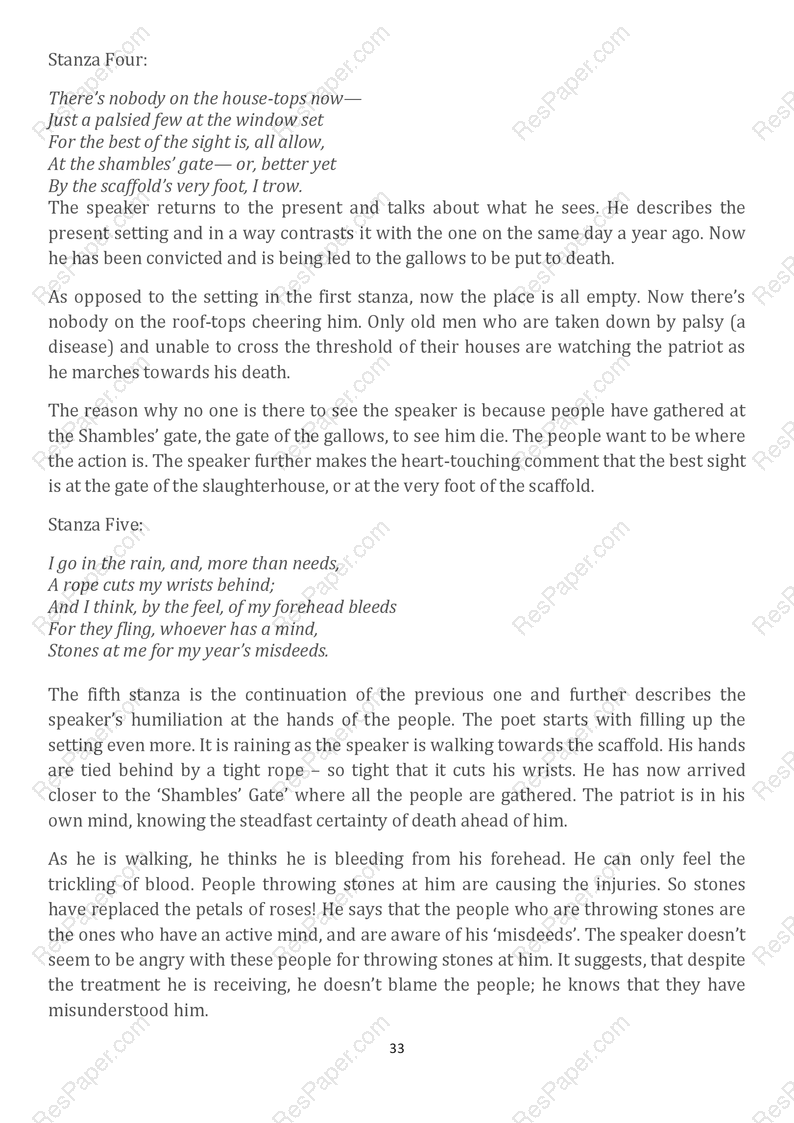 Stanza Four:
There’s nobody on the house-tops now—
Just a palsied few at the window set
For the best of the sight is, all allow,
At the shambles’ gate— or, better yet
By the scaffold’s very foot, I trow.
The speaker returns to the present and talks about what he sees. He describes the
present setting and in a way contrasts it with the one on the same day a year ago. Now
he has been convicted and is being led to the gallows to be put to death.
As opposed to the setting in the first stanza, now the place is all empty. Now there’s
nobody on the roof-tops cheering him. Only old men who are taken down by palsy (a
disease) and unable to cross the threshold of their houses are watching the patriot as
he marches towards his death.
The reason why no one is there to see the speaker is because people have gathered at
the Shambles’ gate, the gate of the gallows, to see him die. The people want to be where
the action is. The speaker further makes the heart-touching comment that the best sight
is at the gate of the slaughterhouse, or at the very foot of the scaffold.
Stanza Five:
I go in the rain, and, more than needs,
A rope cuts my wrists behind;
And I think, by the feel, of my forehead bleeds
For they fling, whoever has a mind,
Stones at me for my year’s misdeeds.
The fifth stanza is the continuation of the previous one and further describes the
speaker’s humiliation at the hands of the people. The poet starts with filling up the
setting even more. It is raining as the speaker is walking towards the scaffold. His hands
are tied behind by a tight rope – so tight that it cuts his wrists. He has now arrived
closer to the ‘Shambles’ Gate’ where all the people are gathered. The patriot is in his
own mind, knowing the steadfast certainty of death ahead of him.
As he is walking, he thinks he is bleeding from his forehead. He can only feel the
trickling of blood. People throwing stones at him are causing the injuries. So stones
have replaced the petals of roses! He says that the people who are throwing stones are
the ones who have an active mind, and are aware of his ‘misdeeds’. The speaker doesn’t
seem to be angry with these people for throwing stones at him. It suggests, that despite
the treatment he is receiving, he doesn’t blame the people; he knows that they have
misunderstood him.
33